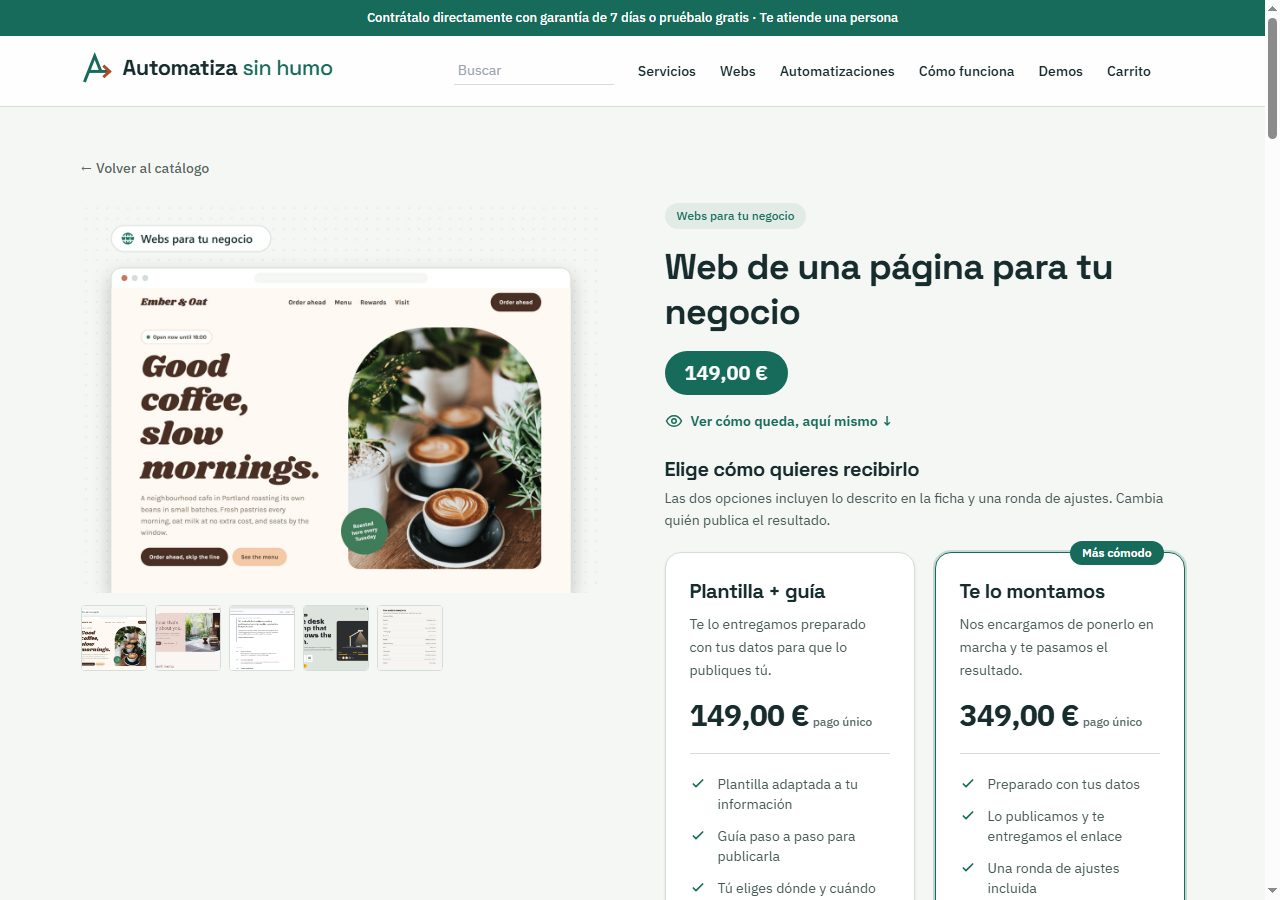 Contrátalo directamente con garantía de 7 días o pruébalo gratis · Te atiende una persona
Automatiza sin humo
Buscar
Servicios
Webs
Automatizaciones
Cómo funciona
Demos
Carrito
← Volver al catálogo
Webs para tu negocio
Ember & Oat
Order ahead
Menu
Rewards
Visit
Order ahead
Open now until 18:00
Good
coffee,
slow
mornings.
A neighbourhood cafe in Portland roasting its own
beans in small batches. Fresh pastries every
morning, oat milk at no extra cost, and seats by the
window.
Order ahead, skip the line
See the menu
Roasted
here every
Tuesday
Webs para tu negocio
Web de una página para tu
negocio
149,00 €
Ver cómo queda, aquí mismo ↓
Elige cómo quieres recibirlo
Las dos opciones incluyen lo descrito en la ficha y una ronda de ajustes. Cambia
quién publica el resultado.
Plantilla + guía
Te lo entregamos preparado
con tus datos para que lo
publiques tú.
149,00 € pago único
Plantilla adaptada a tu
información
Guía paso a paso para
publicarla
Tú eliges dónde y cuándo
Más cómodo
Te lo montamos
Nos encargamos de ponerlo en
marcha y te pasamos el
resultado.
349,00 € pago único
Preparado con tus datos
Lo publicamos y te
entregamos el enlace
Una ronda de ajustes
incluida